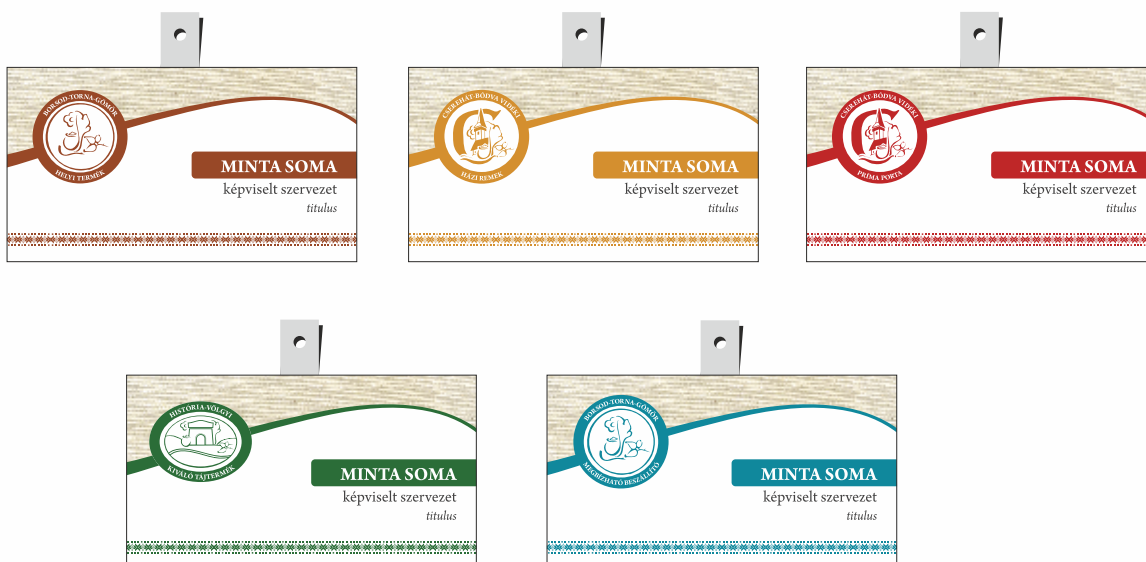 BORSOD-TORNA-GÖMÖR
HELYI TERMÉK
MINTA SOMA
képviselt szervezet
titulus
CSEREHÁT-BÓDVA VIDÉKI
HÁZI REMEK
MINTA SOMA
képviselt szervezet
titulus
CSEREHÁT-BÓDVA VIDÉKI
PRÍMA PORTA
MINTA SOMA
képviselt szervezet
titulus
HISTÓRIA-VÖLGYI
KIVÁLÓ TÁJTERMÉK
MINTA SOMA
képviselt szervezet
titulus
BORSOD-TORNA-GÖMÖR
MEGBÍZHATÓ BESZÁLLÍTÓ
MINTA SOMA
képviselt szervezet
titulus